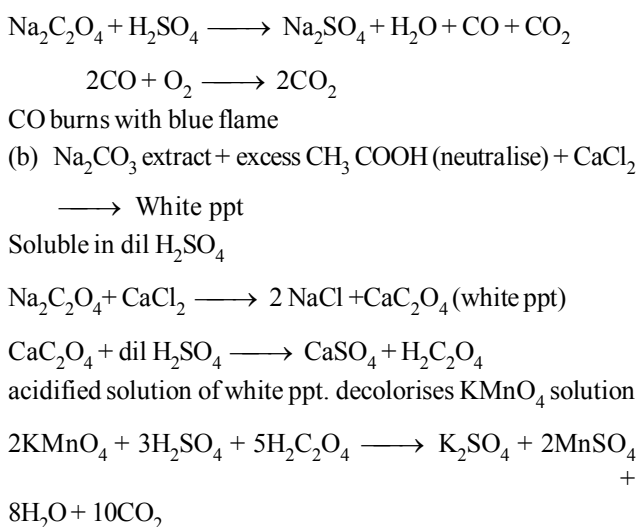 Na₂C₂O₄ + H₂SO₄ ⟶ Na₂SO₄ + H₂O + CO + CO₂
2CO + O₂ ⟶ 2CO₂
CO burns with blue flame
(b) Na₂CO₃ extract + excess CH₃ COOH (neutralise) + CaCl₂
⟶ White ppt
Soluble in dil H₂SO₄
Na₂C₂O₄+ CaCl₂ ⟶ 2 NaCl +CaC₂O₄ (white ppt)
CaC₂O₄ + dil H₂SO₄ ⟶ CaSO₄ + H₂C₂O₄
acidified solution of white ppt. decolorises KMnO₄ solution
2KMnO₄ + 3H₂SO₄ + 5H₂C₂O₄ ⟶ K₂SO₄ + 2MnSO₄
+
8H₂O + 10CO₂